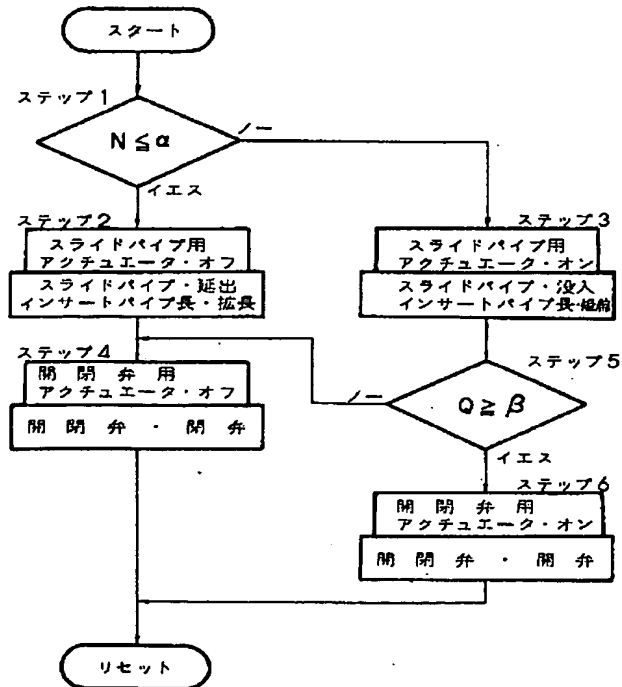 スタート
ステップ1
N≦α
ノー
イエス
ステップ2
スライドパイプ用
アクチュエータ・オフ
スライドパイプ・延出
インサートパイプ長・拡長
ステップ3
スライドパイプ用
アクチュエータ・オン
スライドパイプ・没入
インサートパイプ長・短縮
ステップ4
開閉弁用
アクチュエータ・オフ
開閉弁・閉弁
ステップ5
Q≧β
ノー
イエス
ステップ6
開閉弁用
アクチュエータ・オン
開閉弁・開弁
リセット